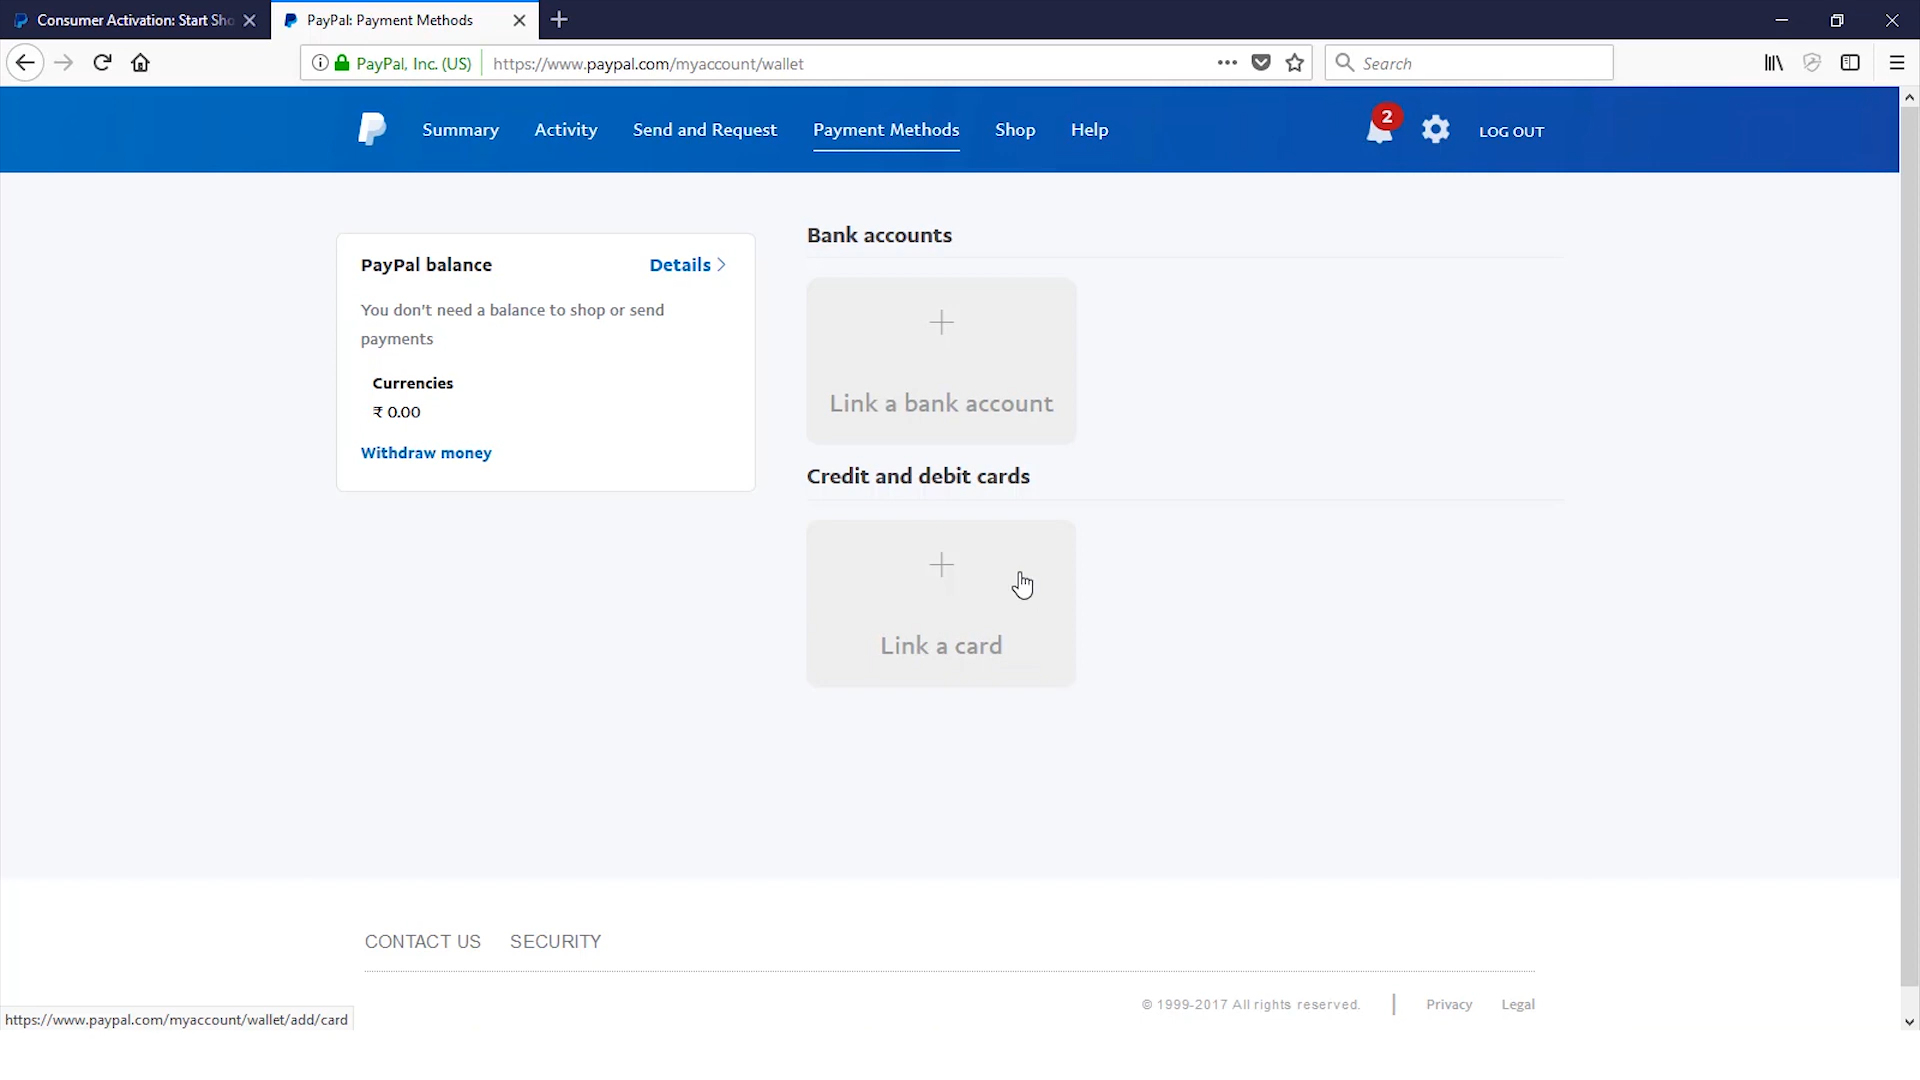 Consumer Activation: Start Sho
PayPal: Payment Methods
PayPal, Inc. (US)
https://www.paypal.com/myaccount/wallet
Search
Summary
Activity
Send and Request
Payment Methods
Shop
Help
2
LOG OUT
PayPal balance
Details
You don't need a balance to shop or send
payments
Currencies
₹ 0.00
Withdraw money
Bank accounts
Link a bank account
Credit and debit cards
Link a card
CONTACT US
SECURITY
© 1999-2017 All rights reserved.
Privacy
Legal
https://www.paypal.com/myaccount/wallet/add/card